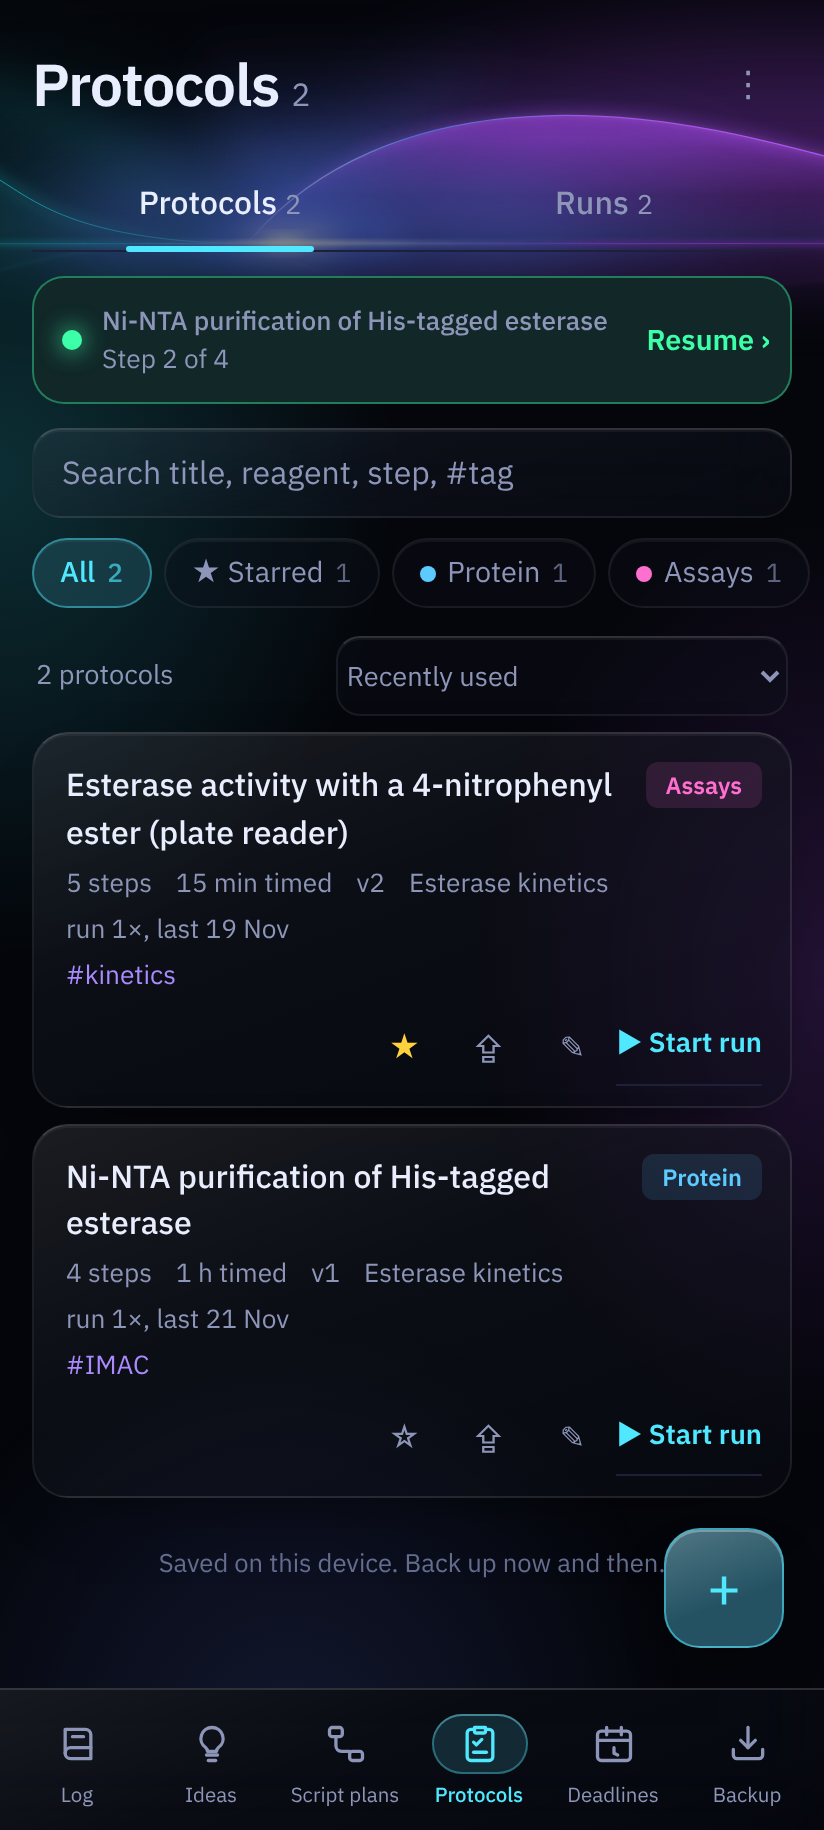 Protocols 2
Protocols 2
Runs 2
Ni-NTA purification of His-tagged esterase
Step 2 of 4
Resume ›
Search title, reagent, step, #tag
All 2
★ Starred 1
Protein 1
Assays 1
2 protocols
Recently used
Esterase activity with a 4-nitrophenyl
ester (plate reader)
Assays
5 steps 15 min timed v2 Esterase kinetics
run 1×, last 19 Nov
#kinetics
▶ Start run
Ni-NTA purification of His-tagged
esterase
Protein
4 steps 1 h timed v1 Esterase kinetics
run 1×, last 21 Nov
#IMAC
▶ Start run
Saved on this device. Back up now and then.
+
Log
Ideas
Script plans
Protocols
Deadlines
Backup